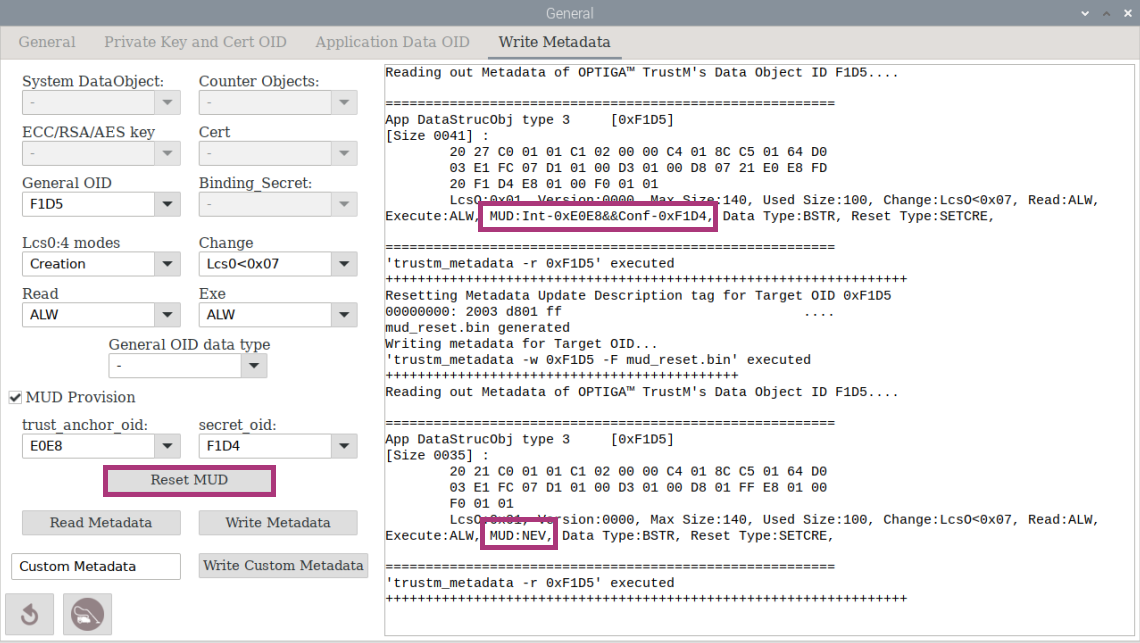 General
General Private Key and Cert OID Application Data OID Write Metadata
System DataObject: Counter Objects:
- -
ECC/RSA/AES key Cert
- -
General OID Binding_Secret:
F1D5 -
Lcs0:4 modes Change
Creation Lcs0<0x07
Read Exe
ALW ALW
General OID data type
-
MUD Provision
trust_anchor_oid: secret_oid:
E0E8 F1D4
Reset MUD
Read Metadata Write Metadata
Custom Metadata Write Custom Metadata
Reading out Metadata of OPTIGA™ TrustM's Data Object ID F1D5....
========================================================
App DataStrucObj type 3 [0xF1D5]
[Size 0041] :
20 27 C0 01 01 C1 02 00 00 C4 01 8C C5 01 64 D0
03 E1 FC 07 D1 01 00 D3 01 00 D8 07 21 E0 E8 FD
20 F1 D4 E8 01 00 F0 01 01
LcsO:0x01, Version:0000, Max Size:140, Used Size:100, Change:LcsO<0x07, Read:ALW,
Execute:ALW, MUD:Int-0xE0E8&&Conf-0xF1D4, Data Type:BSTR, Reset Type:SETCRE,
========================================================
'trustm_metadata -r 0xF1D5' executed
+++++++++++++++++++++++++++++++++++++++++++++++++++++++++++++++++
Resetting Metadata Update Description tag for Target OID 0xF1D5
00000000: 2003 d801 ff ....
mud_reset.bin generated
Writing metadata for Target OID...
'trustm_metadata -w 0xF1D5 -F mud_reset.bin' executed
++++++++++++++++++++++++++++++++++++++++++++
Reading out Metadata of OPTIGA™ TrustM's Data Object ID F1D5....
========================================================
App DataStrucObj type 3 [0xF1D5]
[Size 0035] :
20 21 C0 01 01 C1 02 00 00 C4 01 8C C5 01 64 D0
03 E1 FC 07 D1 01 00 D3 01 00 D8 01 FF E8 01 00
F0 01 01
LcsO:0x01, Version:0000, Max Size:140, Used Size:100, Change:LcsO<0x07, Read:ALW,
Execute:ALW, MUD:NEV, Data Type:BSTR, Reset Type:SETCRE,
========================================================
'trustm_metadata -r 0xF1D5' executed
+++++++++++++++++++++++++++++++++++++++++++++++++++++++++++++++++